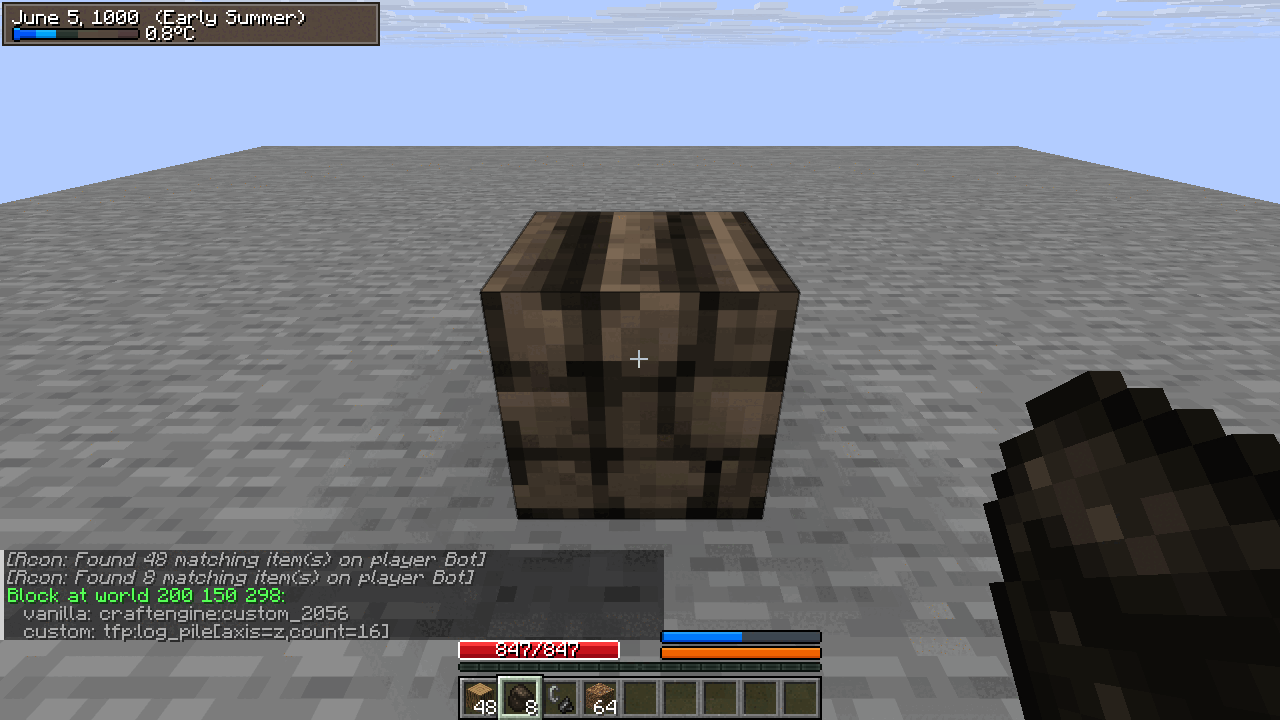 June 5, 1000 (Early Summer)
0.8°C
[Rcon: Found 48 matching item(s) on player Bot]
[Rcon: Found 8 matching item(s) on player Bot]
Block at world 200 150 298:
vanilla: craftengine:custom_2056
custom: tfp:log_pile[axis=z,count=16]
847/847
48
8
64